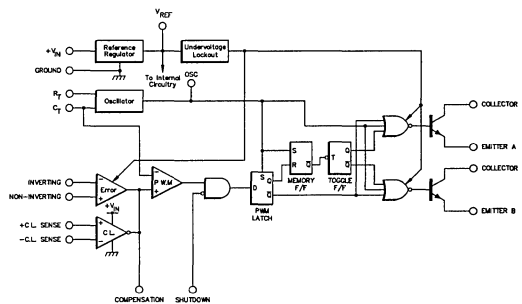 V_REF
+V_IN
Reference
Regulator
Undervoltage
Lockout
GROUND
To Internal
Circuitry
OSC
R_T
C_T
Oscillator
COLLECTOR
EMITTER A
COLLECTOR
EMITTER B
S
R
Q
Q̅
MEMORY
F/F
T
Q
Q̅
TOGGLE
F/F
INVERTING
NON-INVERTING
−
Error
+
−
P.W.M
+
D
S
Q
Q̅
PWM
LATCH
+V_IN
+C.L. SENSE
−C.L. SENSE
+
C.L.
−
COMPENSATION
SHUTDOWN